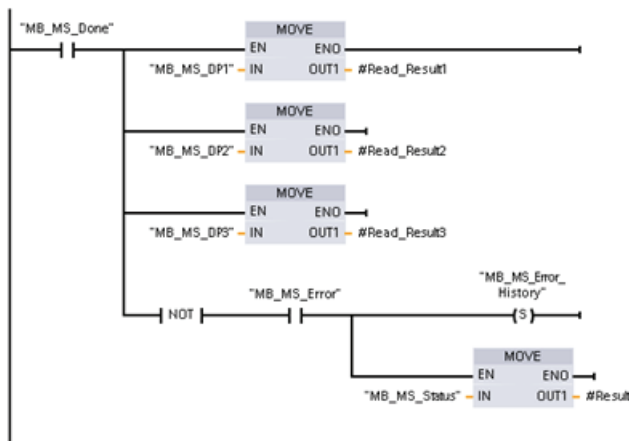 "MB_MS_Done"
MOVE
EN ENO
"MB_MS_DP1" IN OUT1 #Read_Result1
MOVE
EN ENO
"MB_MS_DP2" IN OUT1 #Read_Result2
MOVE
EN ENO
"MB_MS_DP3" IN OUT1 #Read_Result3
NOT
"MB_MS_Error"
"MB_MS_Error_
History"
S
MOVE
EN ENO
"MB_MS_Status" IN OUT1 #Result